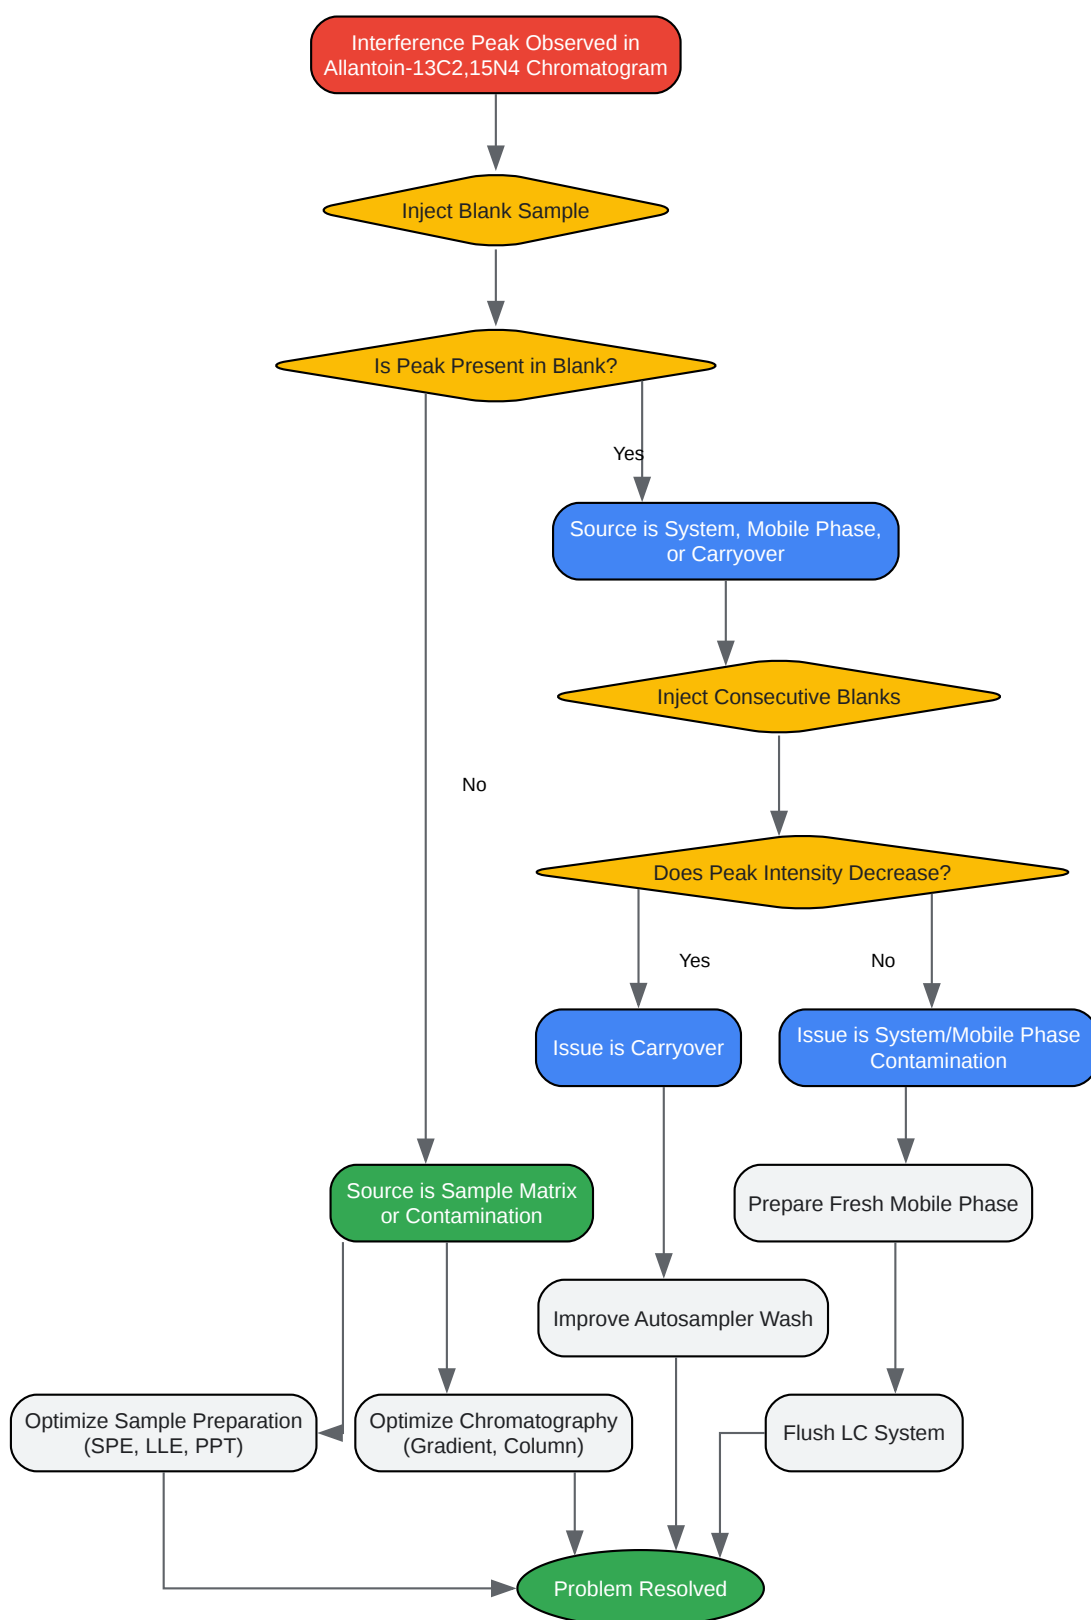 Interference Peak Observed in
Allantoin-13C2,15N4 Chromatogram
Inject Blank Sample
Is Peak Present in Blank?
Yes
Source is System, Mobile Phase,
or Carryover
Inject Consecutive Blanks
No
Does Peak Intensity Decrease?
Yes
No
Issue is Carryover
Issue is System/Mobile Phase
Contamination
Source is Sample Matrix
or Contamination
Prepare Fresh Mobile Phase
Improve Autosampler Wash
Optimize Sample Preparation
(SPE, LLE, PPT)
Optimize Chromatography
(Gradient, Column)
Flush LC System
Problem Resolved